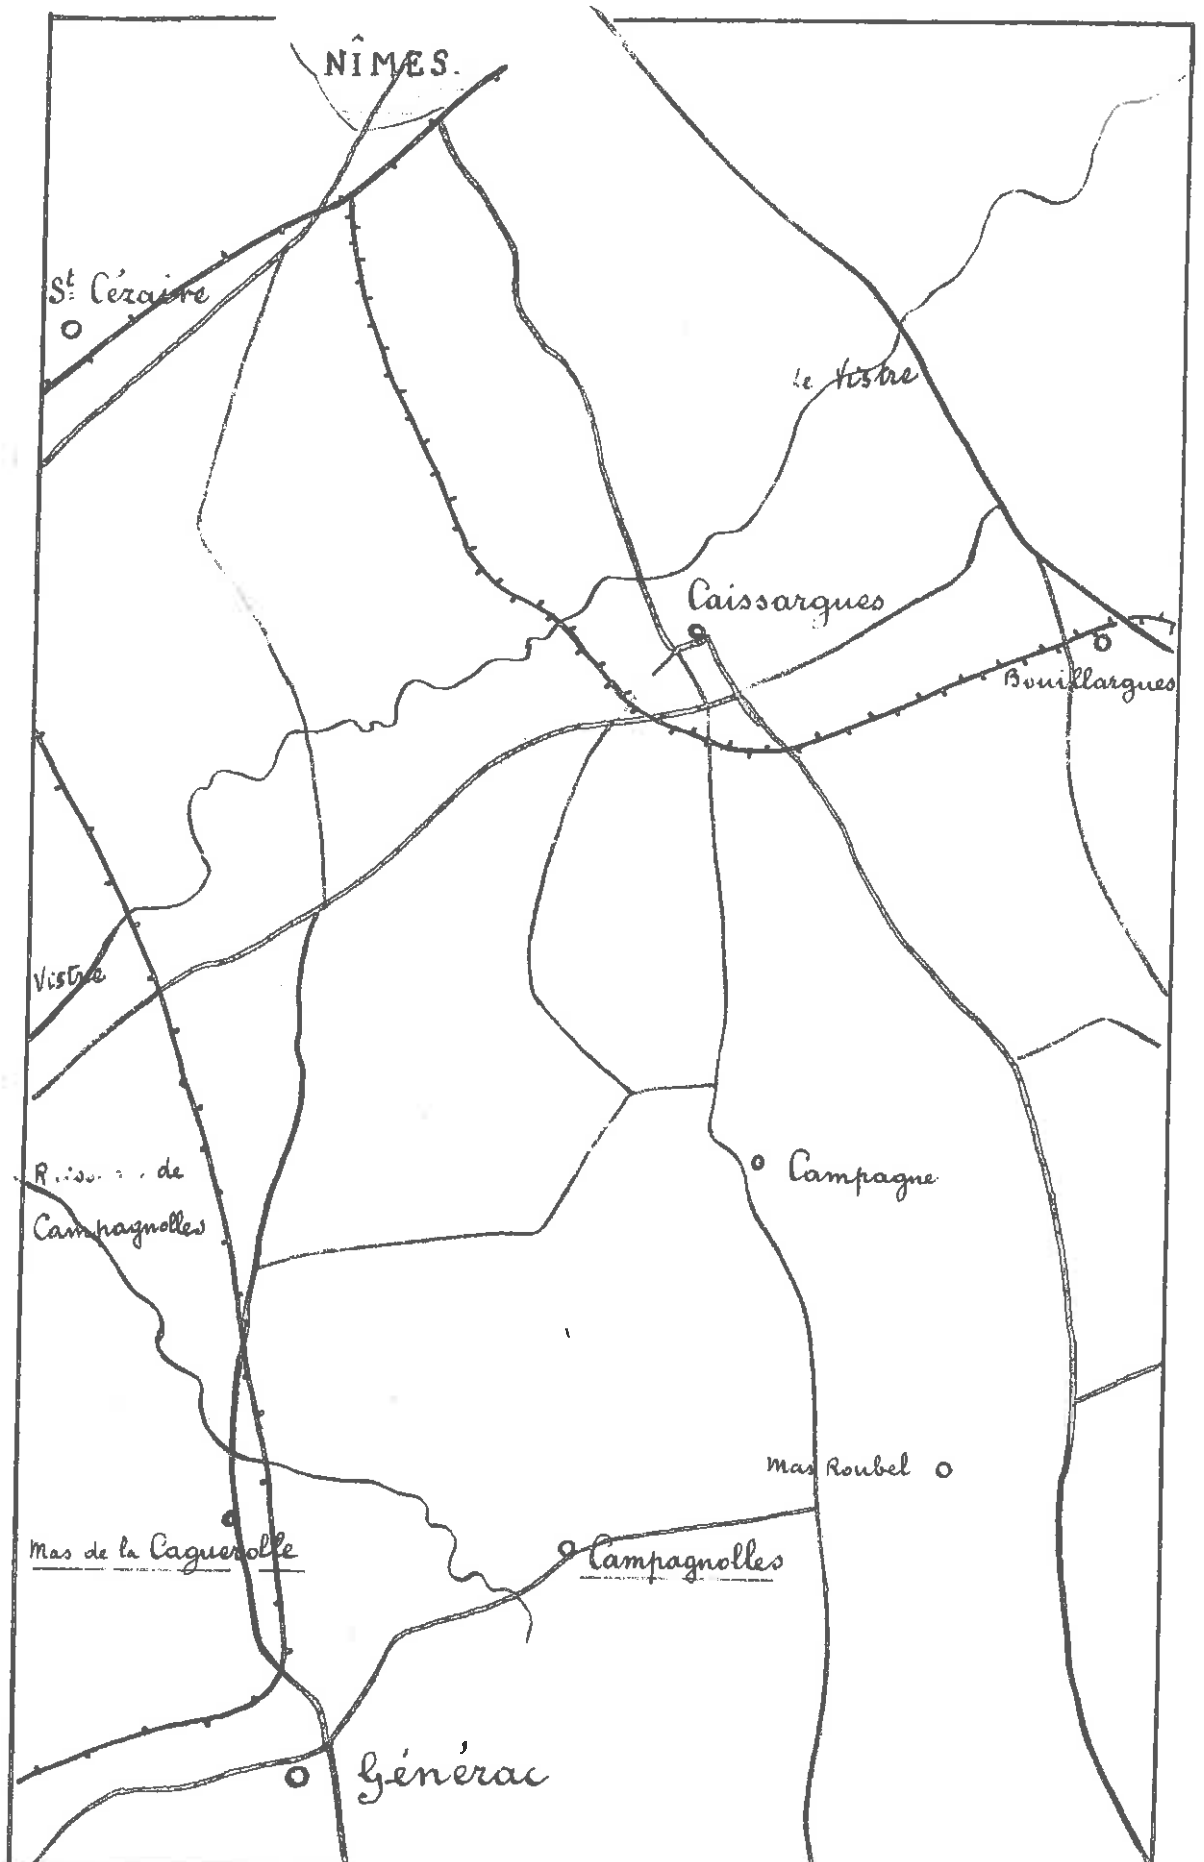 NÎMES.
St Cézaire
Le Vistre
Caissargues
Bouillargues
Vistre
de
Campagnolles
Campagne
Mas Roubel
Mas de la Caguerolle
Campagnolles
Générac